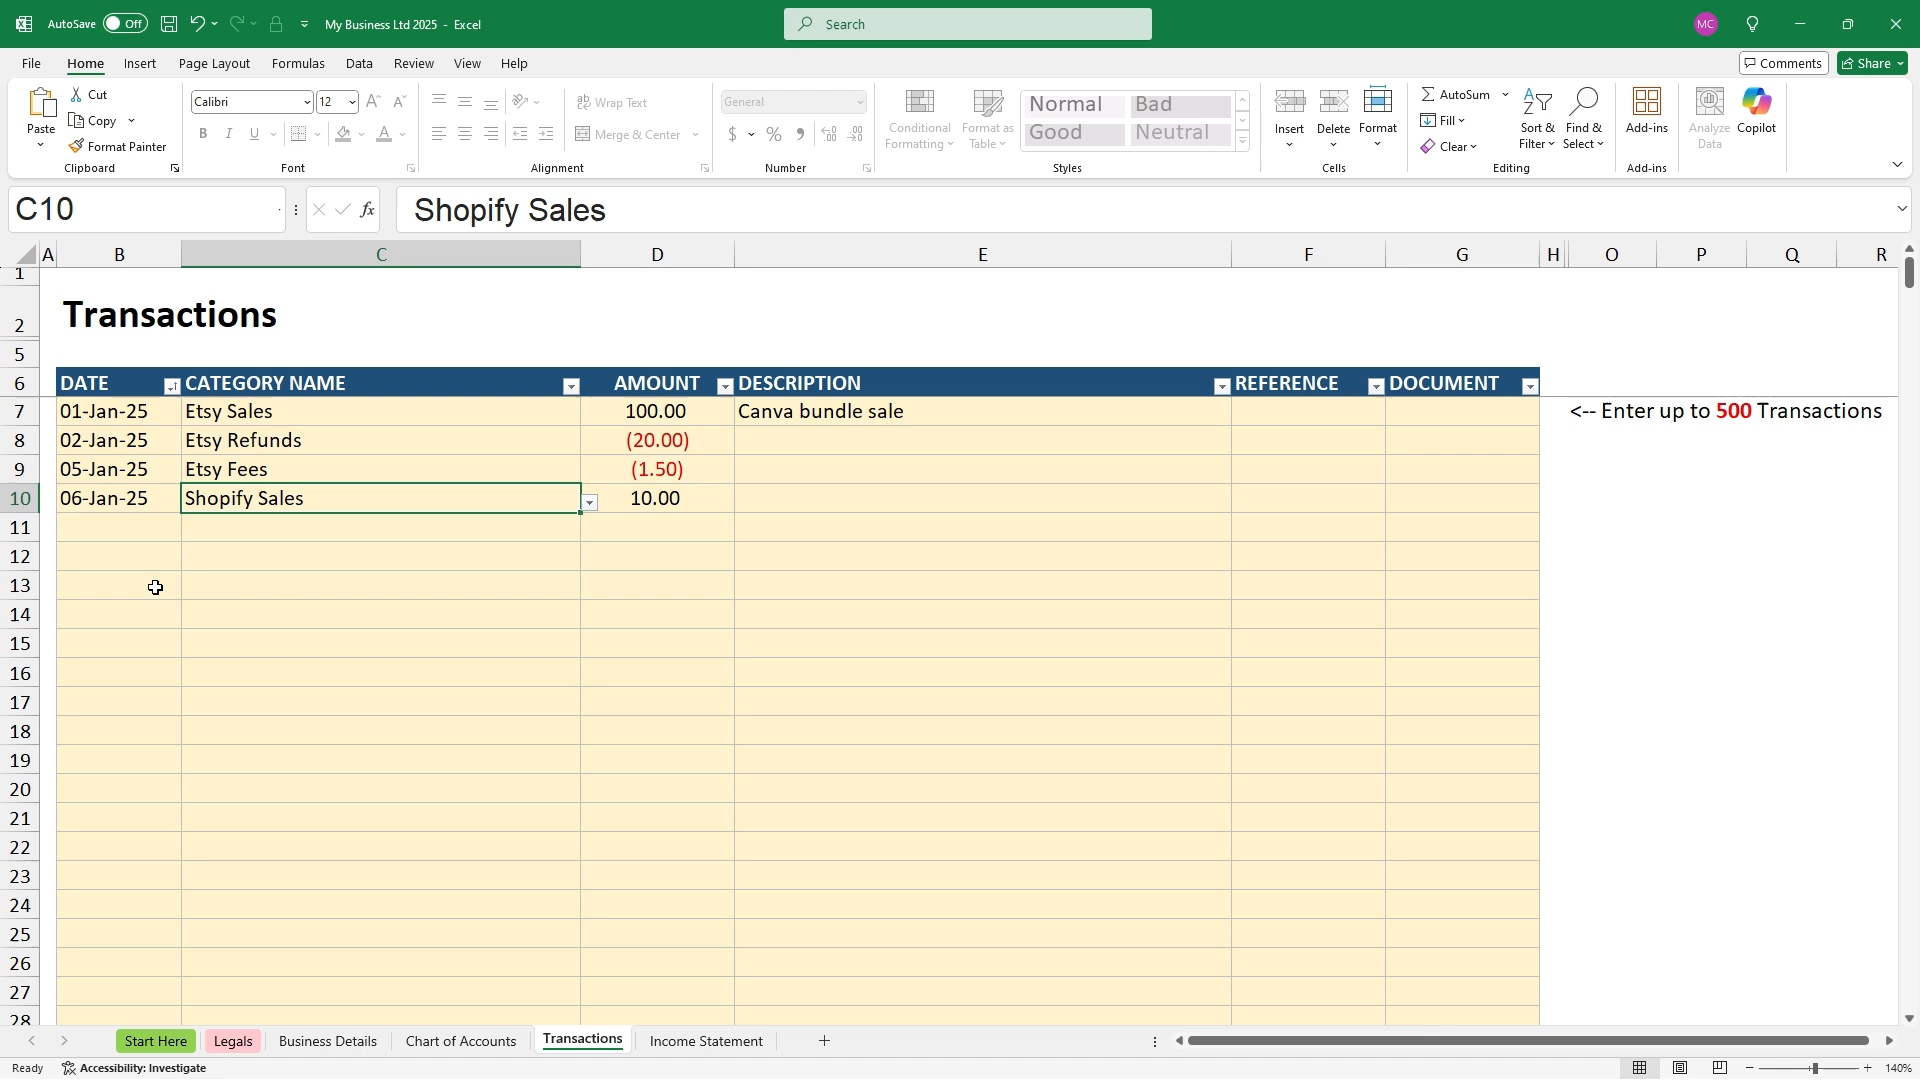 AutoSave Off My Business Ltd 2025 - Excel Search MC
File Home Insert Page Layout Formulas Data Review View Help Comments Share
Paste Cut Copy Format Painter Clipboard
Calibri 12 B I U A Font
Wrap Text Merge & Center Alignment
General $ % , Number
Conditional Formatting Format as Table Normal Bad Good Neutral Styles
Insert Delete Format Cells
AutoSum Fill Clear Sort & Filter Find & Select Editing
Add-ins Add-ins
Analyze Data Copilot
C10 fx Shopify Sales
A B C D E F G H O P Q R
1
2 Transactions
5
6 DATE CATEGORY NAME AMOUNT DESCRIPTION REFERENCE DOCUMENT
7 01-Jan-25 Etsy Sales 100.00 Canva bundle sale <-- Enter up to 500 Transactions
8 02-Jan-25 Etsy Refunds (20.00)
9 05-Jan-25 Etsy Fees (1.50)
10 06-Jan-25 Shopify Sales 10.00
11
12
13
14
15
16
17
18
19
20
21
22
23
24
25
26
27
28
Start Here Legals Business Details Chart of Accounts Transactions Income Statement
Ready Accessibility: Investigate 140%